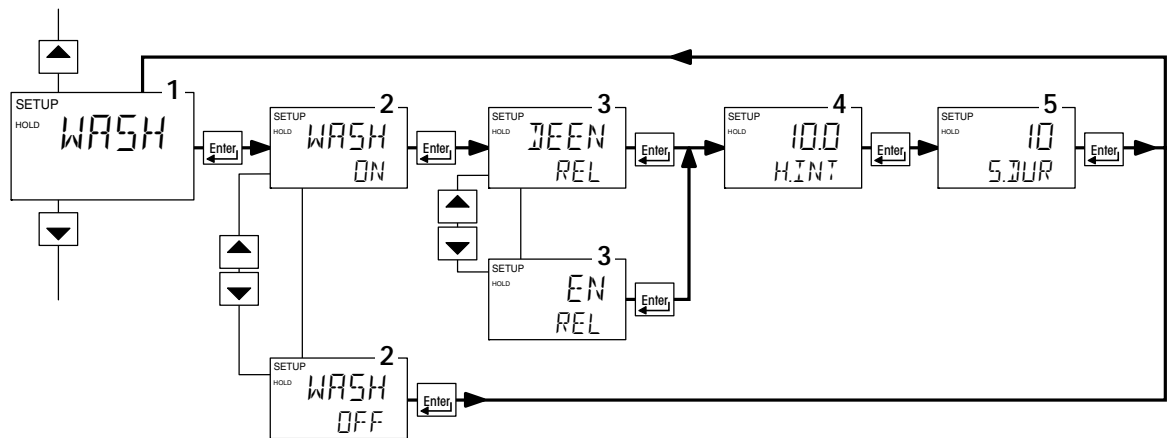 1
SETUP
HOLD
WASH
Enter
2
SETUP
HOLD
WASH
ON
Enter
3
SETUP
HOLD
DEEN
REL
Enter
4
SETUP
HOLD
10.0
H.INT
Enter
5
SETUP
HOLD
10
S.DUR
Enter
3
SETUP
HOLD
EN
REL
Enter
2
SETUP
HOLD
WASH
OFF
Enter